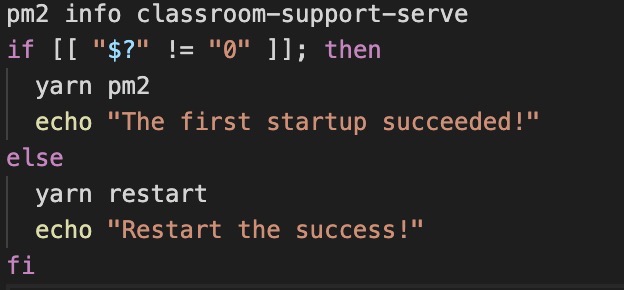 pm2 info classroom-support-serve
if [[ "$?" != "0" ]]; then
  yarn pm2
  echo "The first startup succeeded!"
else
  yarn restart
  echo "Restart the success!"
fi